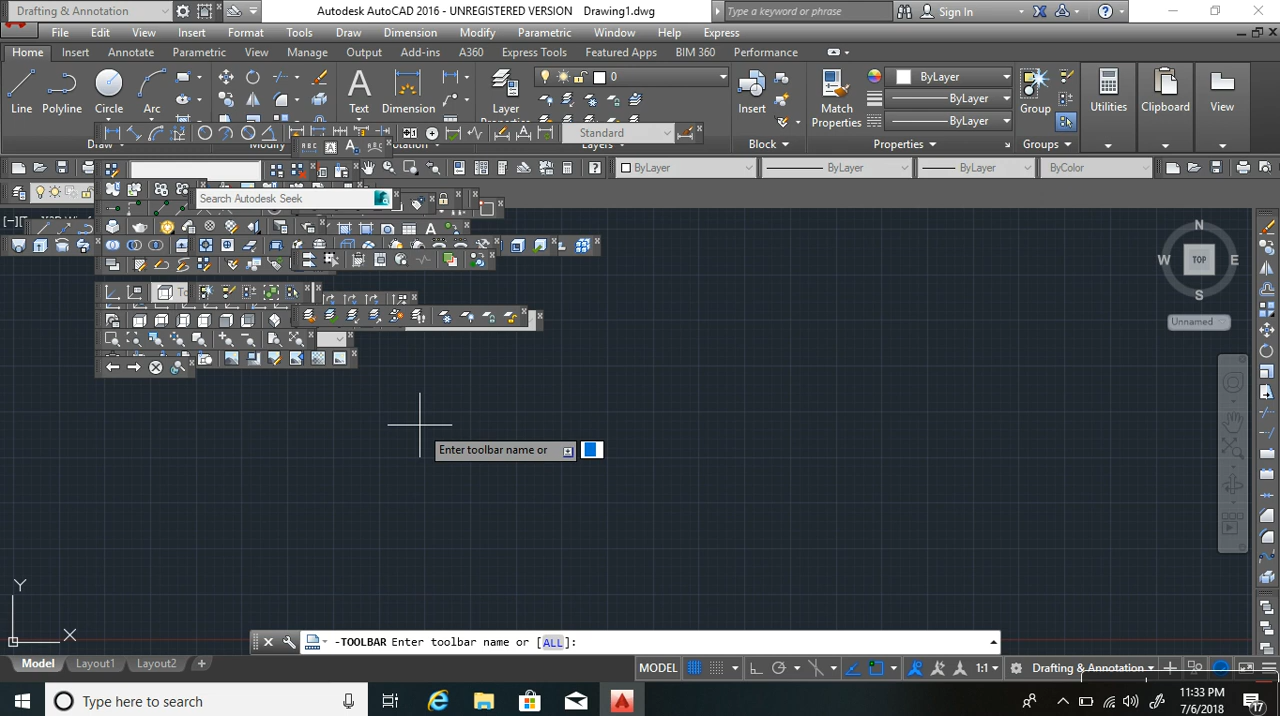 Drafting & Annotation
Autodesk AutoCAD 2016 - UNREGISTERED VERSION Drawing1.dwg
Type a keyword or phrase
Sign In
File Edit View Insert Format Tools Draw Dimension Modify Parametric Window Help Express
Home Insert Annotate Parametric View Manage Output Add-ins A360 Express Tools Featured Apps BIM 360 Performance
0
ByLayer
Line Polyline Circle Arc
Text Dimension
Layer
Insert
Match
Properties
ByLayer
ByLayer
Group
Utilities
Clipboard
View
Standard
Draw
Layers
Block
Properties
Groups
ByLayer ByLayer ByLayer ByColor
Search Autodesk Seek
N
W TOP E
S
Unnamed
Enter toolbar name or
Y
X
-TOOLBAR Enter toolbar name or [ALL]:
Model Layout1 Layout2 +
MODEL
1:1
Drafting & Annotation
Type here to search
11:33 PM
7/6/2018
17